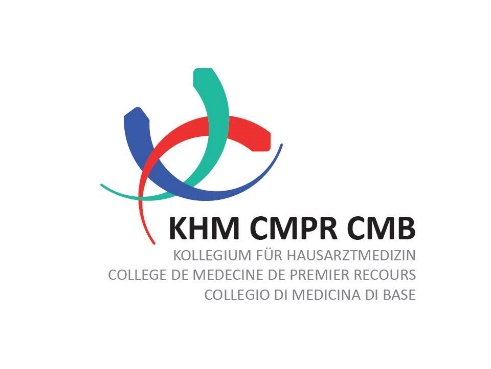 KHM CMPR CMB
KOLLEGIUM FÜR HAUSARZTMEDIZIN
COLLEGE DE MEDECINE DE PREMIER RECOURS
COLLEGIO DI MEDICINA DI BASE